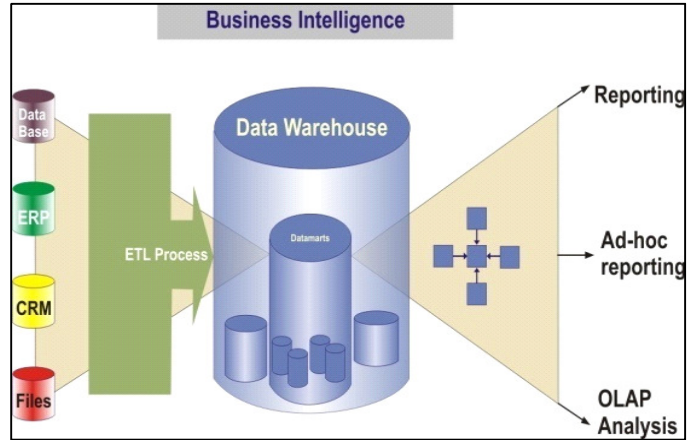 Business Intelligence
Data
Base
ERP
CRM
Files
ETL Process
Data Warehouse
Datamarts
Reporting
Ad-hoc
reporting
OLAP
Analysis